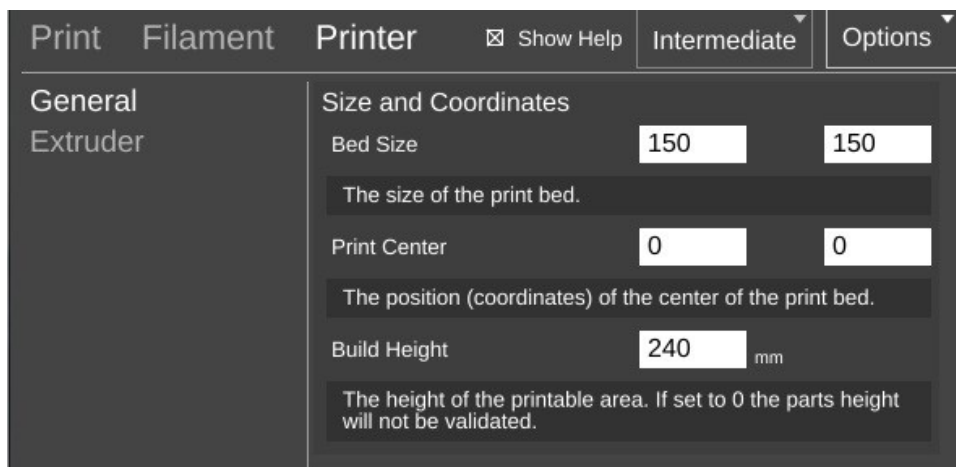 Print Filament Printer Show Help Intermediate Options
General
Extruder
Size and Coordinates
Bed Size 150 150
The size of the print bed.
Print Center 0 0
The position (coordinates) of the center of the print bed.
Build Height 240 mm
The height of the printable area. If set to 0 the parts height
will not be validated.